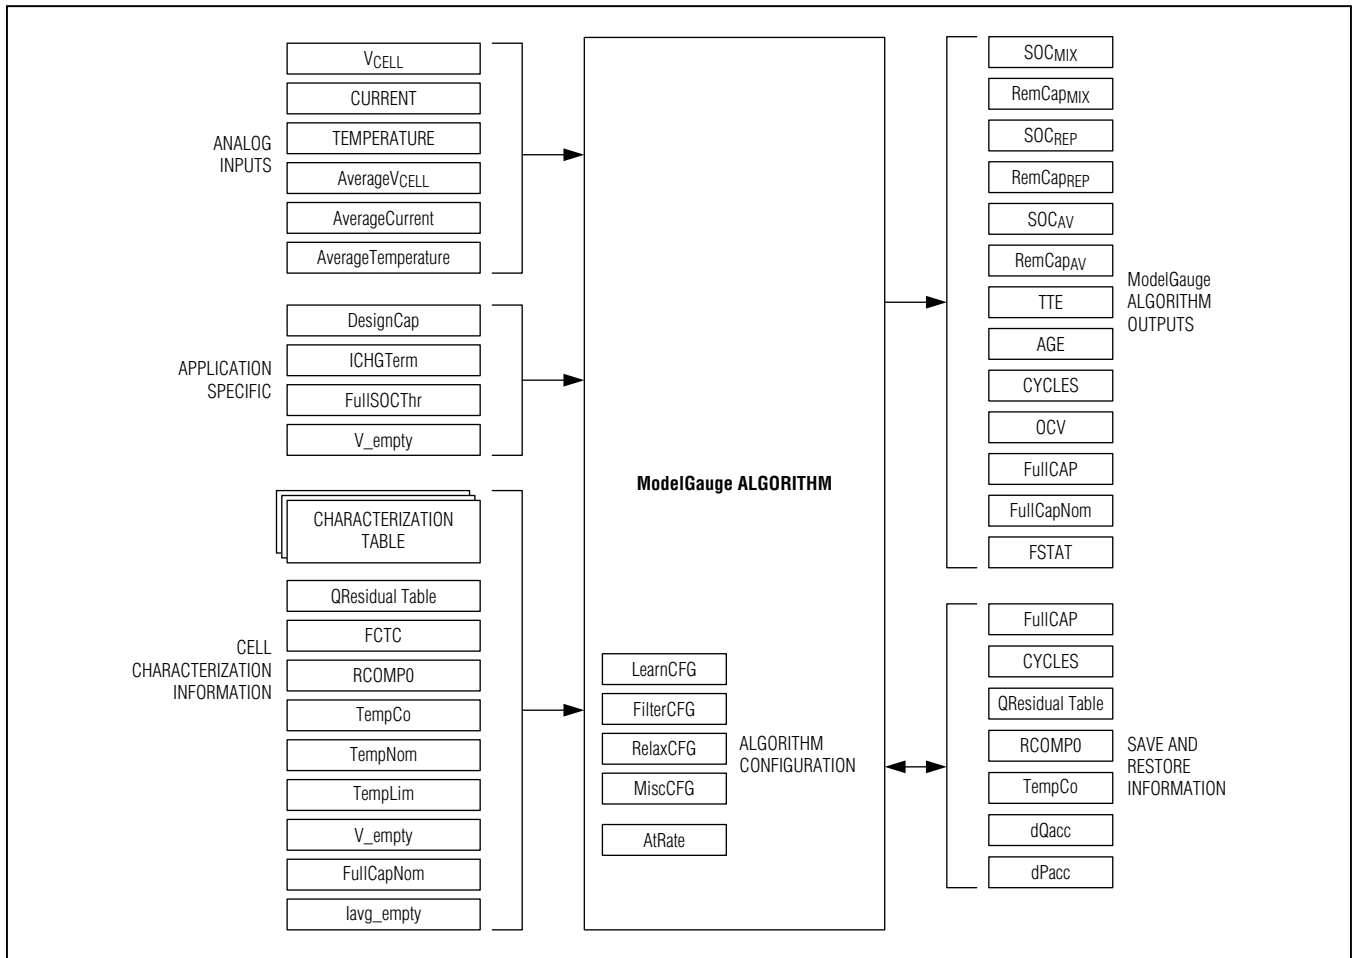 ANALOG
INPUTS
VCELL
CURRENT
TEMPERATURE
AverageVCELL
AverageCurrent
AverageTemperature
APPLICATION
SPECIFIC
DesignCap
ICHGTerm
FullSOCThr
V_empty
CELL
CHARACTERIZATION
INFORMATION
CHARACTERIZATION
TABLE
QResidual Table
FCTC
RCOMP0
TempCo
TempNom
TempLim
V_empty
FullCapNom
Iavg_empty
ModelGauge ALGORITHM
LearnCFG
FilterCFG
RelaxCFG
MiscCFG
AtRate
ALGORITHM
CONFIGURATION
SOCMIX
RemCapMIX
SOCREP
RemCapREP
SOCAV
RemCapAV
TTE
AGE
CYCLES
OCV
FullCAP
FullCapNom
FSTAT
ModelGauge
ALGORITHM
OUTPUTS
FullCAP
CYCLES
QResidual Table
RCOMP0
TempCo
dQacc
dPacc
SAVE AND
RESTORE
INFORMATION